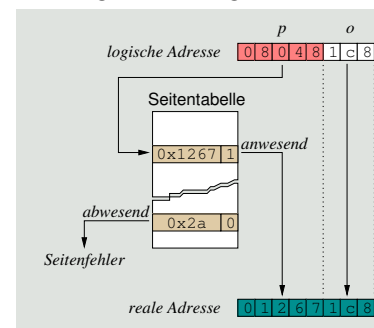 p o
logische Adresse 0 8 0 4 8 1 c 8
Seitentabelle
0x1267 1 anwesend
abwesend
0x2a 0
Seitenfehler
reale Adresse 0 1 2 6 7 1 c 8